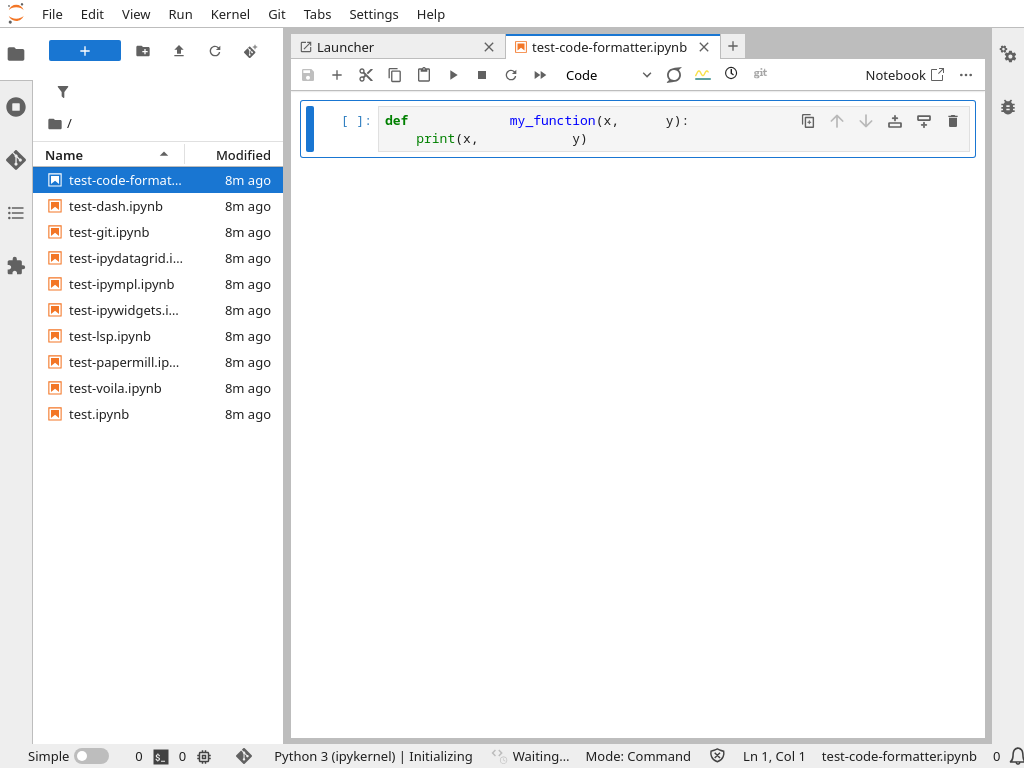 File Edit View Run Kernel Git Tabs Settings Help
Launcher
test-code-formatter.ipynb
Code
git
Notebook
/
Name
Modified
test-code-format... 8m ago
test-dash.ipynb 8m ago
test-git.ipynb 8m ago
test-ipydatagrid.i... 8m ago
test-ipympl.ipynb 8m ago
test-ipywidgets.i... 8m ago
test-lsp.ipynb 8m ago
test-papermill.ip... 8m ago
test-voila.ipynb 8m ago
test.ipynb 8m ago
[ ]: def my_function(x, y):
print(x, y)
Simple 0 $_ 0 Python 3 (ipykernel) | Initializing Waiting... Mode: Command Ln 1, Col 1 test-code-formatter.ipynb 0